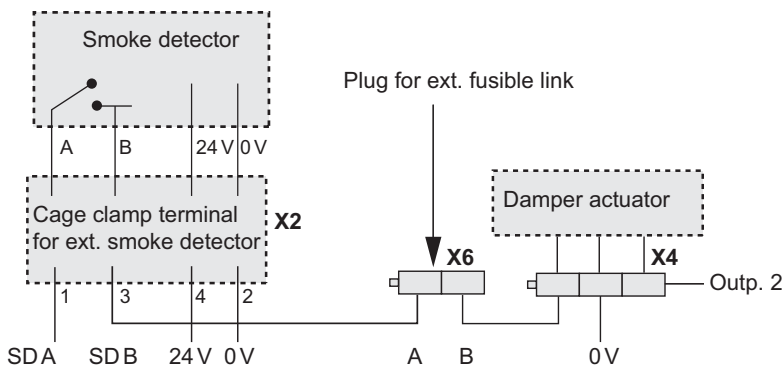 Smoke detector
Plug for ext. fusible link
A B 24 V 0 V
Damper actuator
Cage clamp terminal
for ext. smoke detector
X2
X6
X4
Outp. 2
1 3 4 2
SD A SD B 24 V 0 V A B 0 V